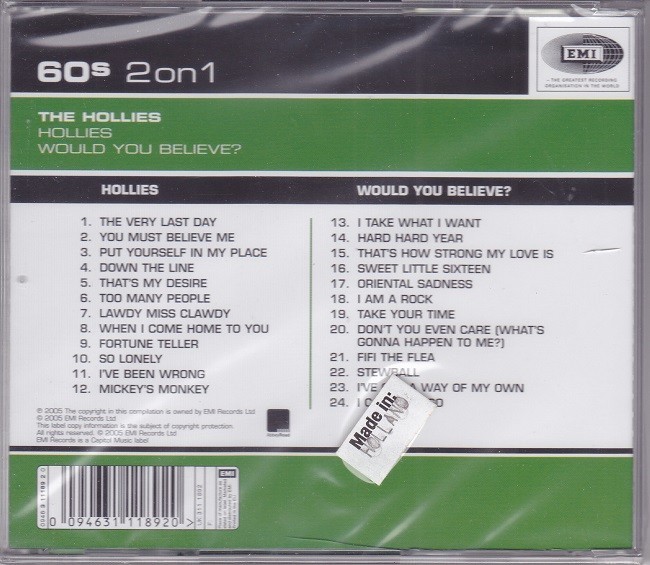 60s 2on1
EMI
– THE GREATEST RECORDING
ORGANISATION IN THE WORLD
THE HOLLIES
HOLLIES
WOULD YOU BELIEVE?
HOLLIES
1. THE VERY LAST DAY
2. YOU MUST BELIEVE ME
3. PUT YOURSELF IN MY PLACE
4. DOWN THE LINE
5. THAT'S MY DESIRE
6. TOO MANY PEOPLE
7. LAWDY MISS CLAWDY
8. WHEN I COME HOME TO YOU
9. FORTUNE TELLER
10. SO LONELY
11. I'VE BEEN WRONG
12. MICKEY'S MONKEY
WOULD YOU BELIEVE?
13. I TAKE WHAT I WANT
14. HARD HARD YEAR
15. THAT'S HOW STRONG MY LOVE IS
16. SWEET LITTLE SIXTEEN
17. ORIENTAL SADNESS
18. I AM A ROCK
19. TAKE YOUR TIME
20. DON'T YOU EVEN CARE (WHAT'S
GONNA HAPPEN TO ME?)
21. FIFI THE FLEA
22. STEWBALL
23. I'VE A WAY OF MY OWN
24. I
Made in:
HOLLAND
℗ 2005 The copyright in this compilation is owned by EMI Records Ltd
© 2005 EMI Records Ltd
This label copy information is the subject of copyright protection.
All rights reserved. © 2005 EMI Records Ltd
EMI Records is a Capitol Music label
0 094631 118920 >
EMI